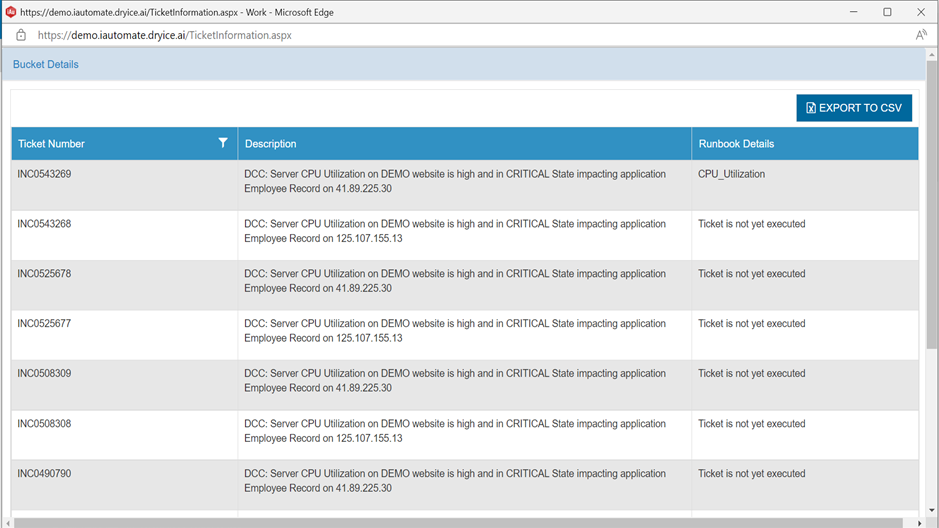 https://demo.iautomate.dryice.ai/TicketInformation.aspx - Work - Microsoft Edge
https://demo.iautomate.dryice.ai/TicketInformation.aspx
Bucket Details
EXPORT TO CSV
Ticket Number Description Runbook Details
INC0543269 DCC: Server CPU Utilization on DEMO website is high and in CRITICAL State impacting application CPU_Utilization
Employee Record on 41.89.225.30
INC0543268 DCC: Server CPU Utilization on DEMO website is high and in CRITICAL State impacting application Ticket is not yet executed
Employee Record on 125.107.155.13
INC0525678 DCC: Server CPU Utilization on DEMO website is high and in CRITICAL State impacting application Ticket is not yet executed
Employee Record on 41.89.225.30
INC0525677 DCC: Server CPU Utilization on DEMO website is high and in CRITICAL State impacting application Ticket is not yet executed
Employee Record on 125.107.155.13
INC0508309 DCC: Server CPU Utilization on DEMO website is high and in CRITICAL State impacting application Ticket is not yet executed
Employee Record on 41.89.225.30
INC0508308 DCC: Server CPU Utilization on DEMO website is high and in CRITICAL State impacting application Ticket is not yet executed
Employee Record on 125.107.155.13
INC0490790 DCC: Server CPU Utilization on DEMO website is high and in CRITICAL State impacting application Ticket is not yet executed
Employee Record on 41.89.225.30